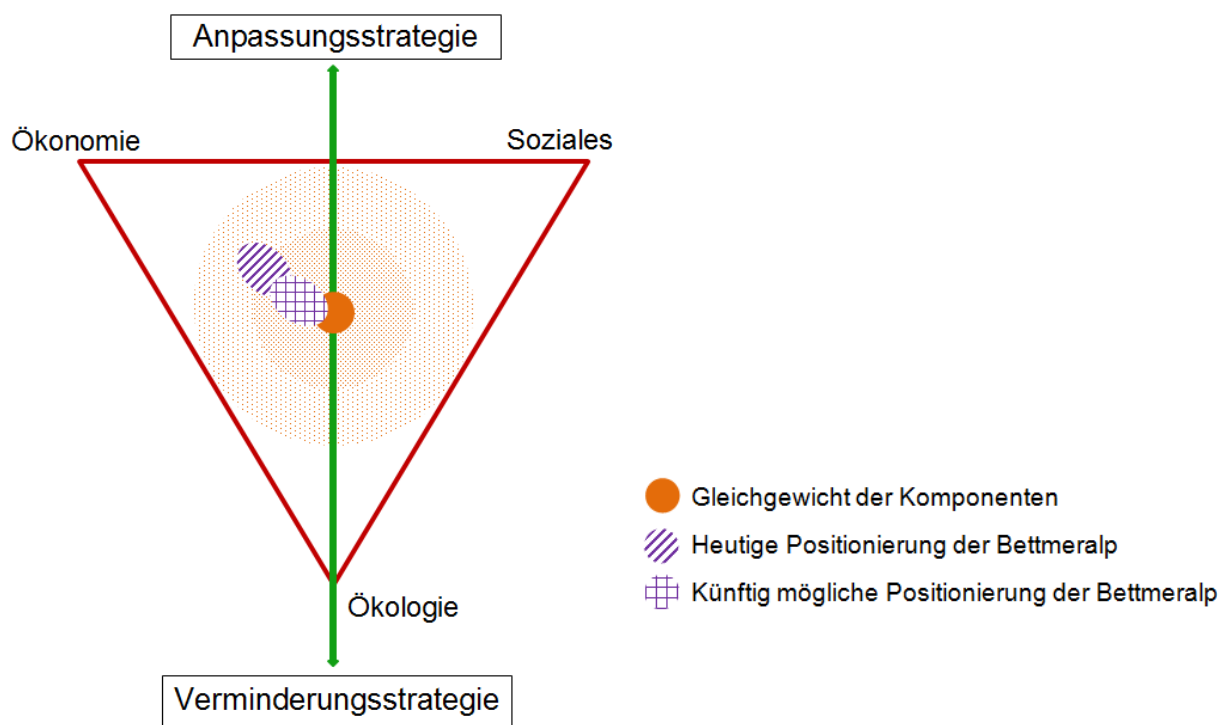 Anpassungsstrategie
Ökonomie
Soziales
Gleichgewicht der Komponenten
Heutige Positionierung der Bettmeralp
Künftig mögliche Positionierung der Bettmeralp
Ökologie
Verminderungsstrategie